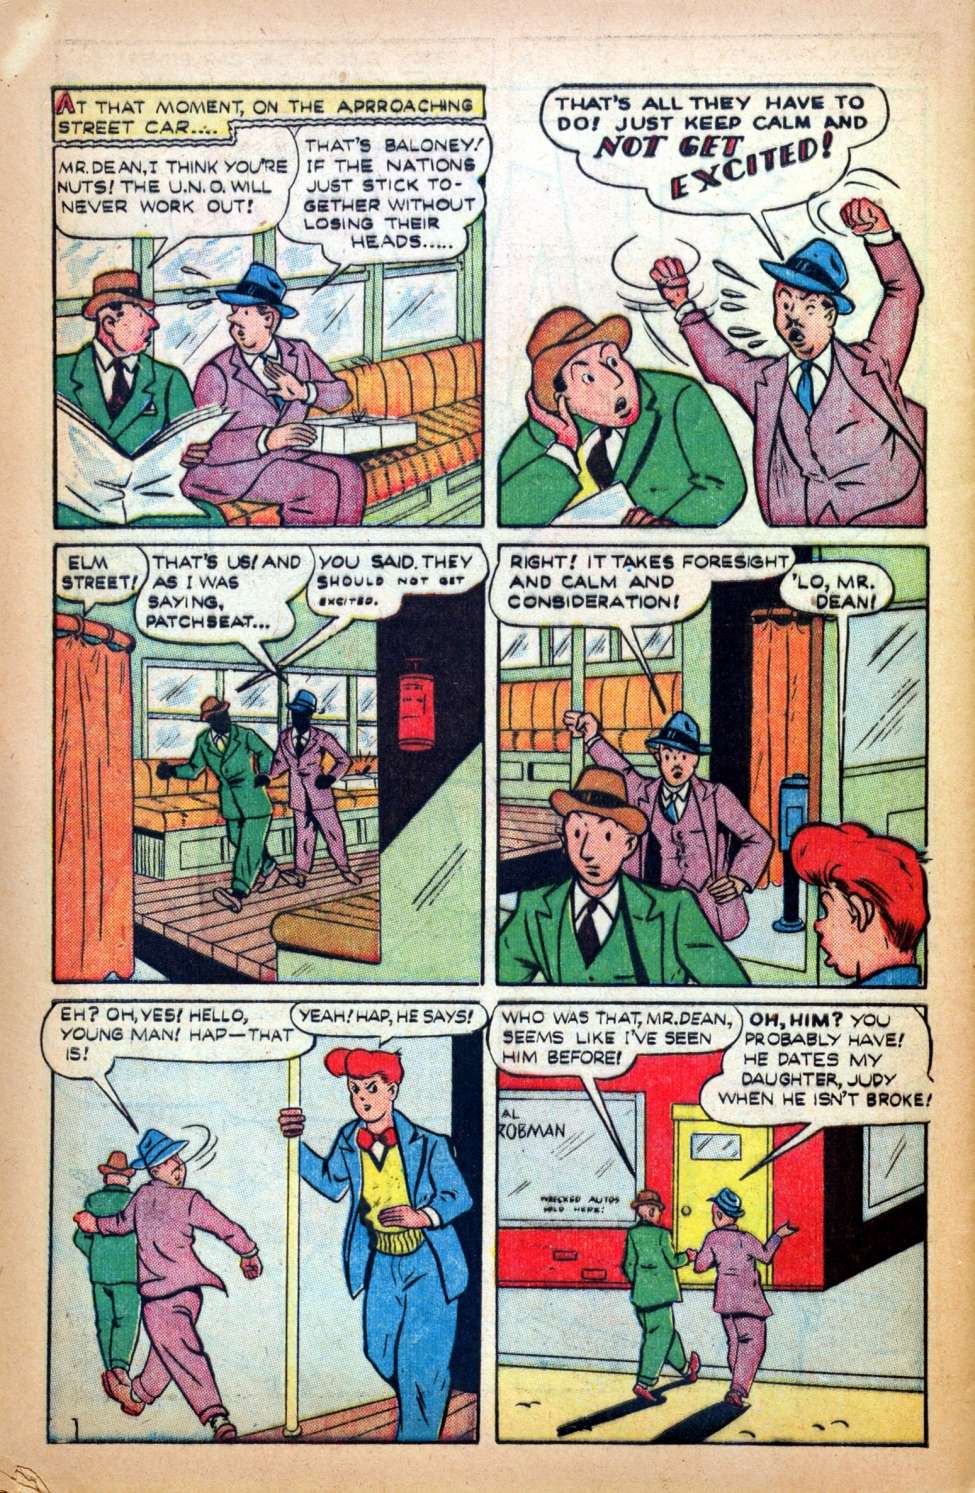 AT THAT MOMENT, ON THE APRROACHING
STREET CAR....
MR. DEAN, I THINK YOU'RE
NUTS! THE U.N.O. WILL
NEVER WORK OUT!
THAT'S BALONEY!
IF THE NATIONS
JUST STICK TO-
GETHER WITHOUT
LOSING THEIR
HEADS.....
THAT'S ALL THEY HAVE TO
DO! JUST KEEP CALM AND
NOT GET
EXCITED!
ELM
STREET!
THAT'S US! AND
AS I WAS
SAYING,
PATCHSEAT...
YOU SAID. THEY
SHOULD NOT GET
EXCITED.
RIGHT! IT TAKES FORESIGHT
AND CALM AND
CONSIDERATION!
'LO, MR.
DEAN!
EH? OH, YES! HELLO,
YOUNG MAN! HAP—THAT
IS!
YEAH! HAP, HE SAYS!
WHO WAS THAT, MR. DEAN,
SEEMS LIKE I'VE SEEN
HIM BEFORE!
OH, HIM? YOU
PROBABLY HAVE!
HE DATES MY
DAUGHTER, JUDY
WHEN HE ISN'T BROKE!
AL
ROBMAN
WRECKED AUTOS
SOLD HERE!
1